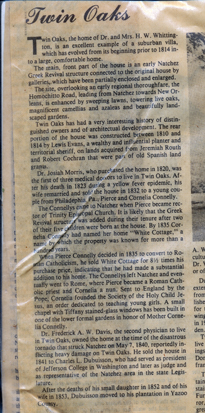 Twin Oaks
Twin Oaks, the home of Dr. and Mrs. H. W. Whitting-
ton, is an excellent example of a suburban villa,
which has evolved from its beginning prior to 1814 in-
to a large, comfortable home.
The main, front part of the house is an early Natchez
Greek Revival structure connected to the original house by
galleries, which have been partially enclosed and enlarged.
The rise, overlooking an early regional thoroughfare, the
Homochitto Road, leading from Natchez towards New Or-
leans, is enhanced by sweeping lawns, towering live oaks,
magnificent camellias and azaleas and beautifully land-
scaped gardens.
Twin Oaks has had a very interesting history of distin-
guished owners and of architectural development. The rear
portion of the house was constructed between 1810 and
1814 by Lewis Evans, a wealthy and influential planter and
territorial sheriff, on lands acquired from Jeremiah Routh
and Robert Cochran that were part of old Spanish land
grants.
Dr. Josiah Morris, who purchased the home in 1820, was
the first of three medical doctors to live in Twin Oaks. Af-
ter his death in 1823 during a yellow fever epidemic, his
wife remarried and sold the house in 1832 to a young cou-
ple from Philadelphia, Pa., Pierce and Cornelia Connelly.
The Connellys came to Natchez when Pierce became rec-
tor of Trinity Episcopal Church. It is likely that the Greek
Revival structure was added during their tenure after two
of their five children were born at the house. By 1835 Cor-
nelia Connelly had named her home "White Cottage," a
name by which the property was known for more than a
hundred years.
When Pierce Connelly decided in 1835 to convert to Ro-
man Catholicism, he sold White Cottage for 8½ times his
purchase price, indicating that he had made a substantial
addition to his home. The Connellys left Natchez and even-
tually went to Rome, where Pierce became a Roman Cath-
olic priest and Cornelia a nun. Sent to England by the
Pope, Cornelia founded the Society of the Holy Child Je-
sus, an order dedicated to teaching young girls. A small
chapel with Tiffany stained-glass windows has been built in
one of the lower formal gardens in honor of Mother Corne-
lia Connelly.
Dr. Frederick A. W. Davis, the second physician to live
in Twin Oaks, owned the home at the time of the disastrous
tornado that struck Natchez on May 7, 1840, reportedly in-
flicting heavy damage on Twin Oaks. He sold the home in
1841 to Charles L. Dubuisson, who had served as president
of Jefferson College in Washington and later as judge and
as representative of the Natchez area in the state Legis-
lature.
After the deaths of his small daughter in 1852 and of his
wife in 1853, Dubuisson moved to his plantation in Yazoo
County.